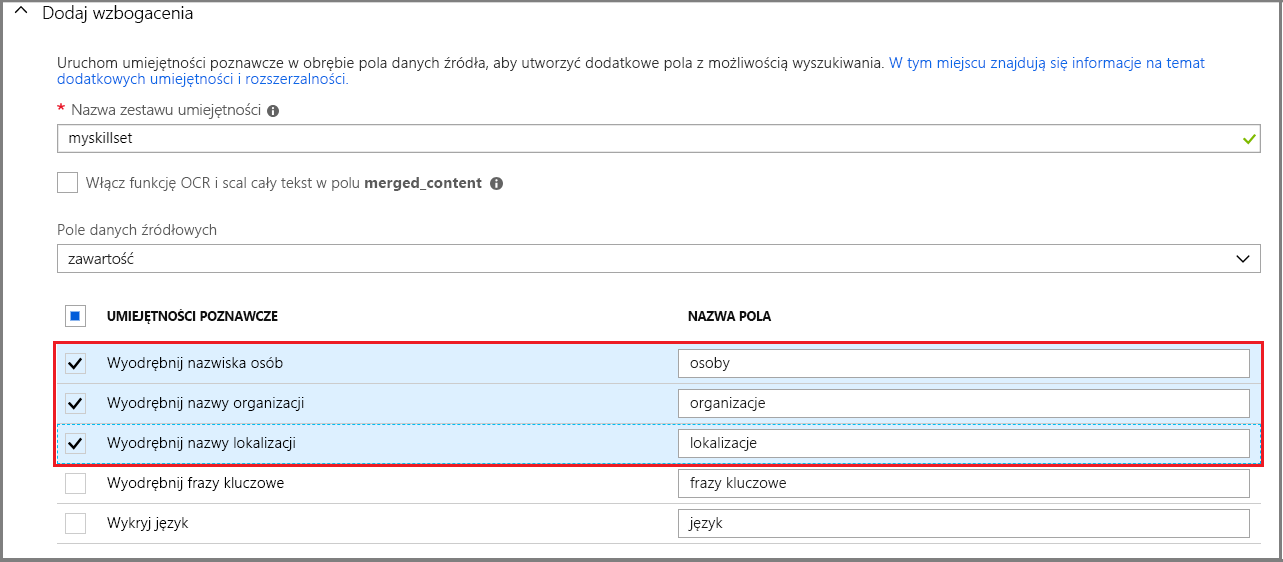 Dodaj wzbogacenia
Uruchom umiejętności poznawcze w obrębie pola danych źródła, aby utworzyć dodatkowe pola z możliwością wyszukiwania. W tym miejscu znajdują się informacje na temat
dodatkowych umiejętności i rozszerzalności.
* Nazwa zestawu umiejętności
myskillset
Włącz funkcję OCR i scal cały tekst w polu merged_content
Pole danych źródłowych
zawartość
UMIEJĘTNOŚCI POZNAWCZE NAZWA POLA
Wyodrębnij nazwiska osób osoby
Wyodrębnij nazwy organizacji organizacje
Wyodrębnij nazwy lokalizacji lokalizacje
Wyodrębnij frazy kluczowe frazy kluczowe
Wykryj język język